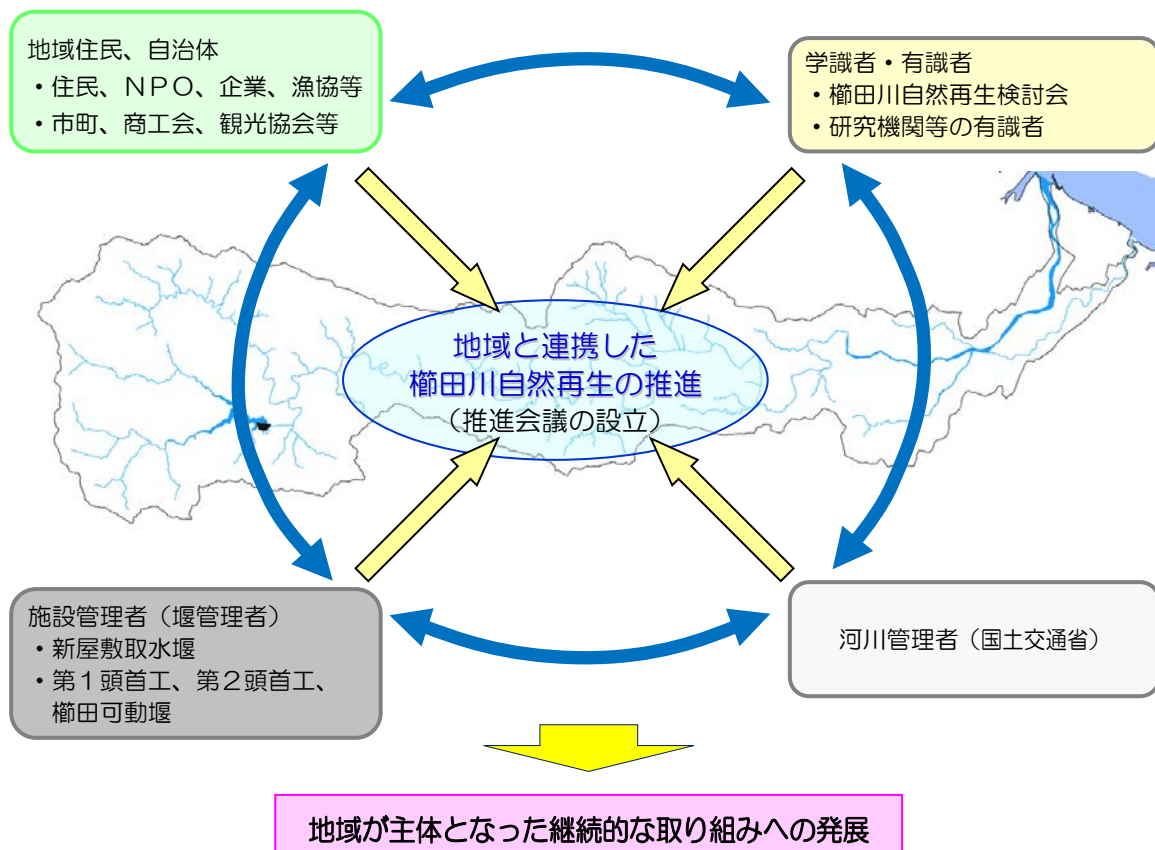 地域住民、自治体
・住民、ＮＰＯ、企業、漁協等
・市町、商工会、観光協会等
学識者・有識者
・櫛田川自然再生検討会
・研究機関等の有識者
地域と連携した
櫛田川自然再生の推進
（推進会議の設立）
施設管理者（堰管理者）
・新屋敷取水堰
・第１頭首工、第２頭首工、
櫛田可動堰
河川管理者（国土交通省）
地域が主体となった継続的な取り組みへの発展